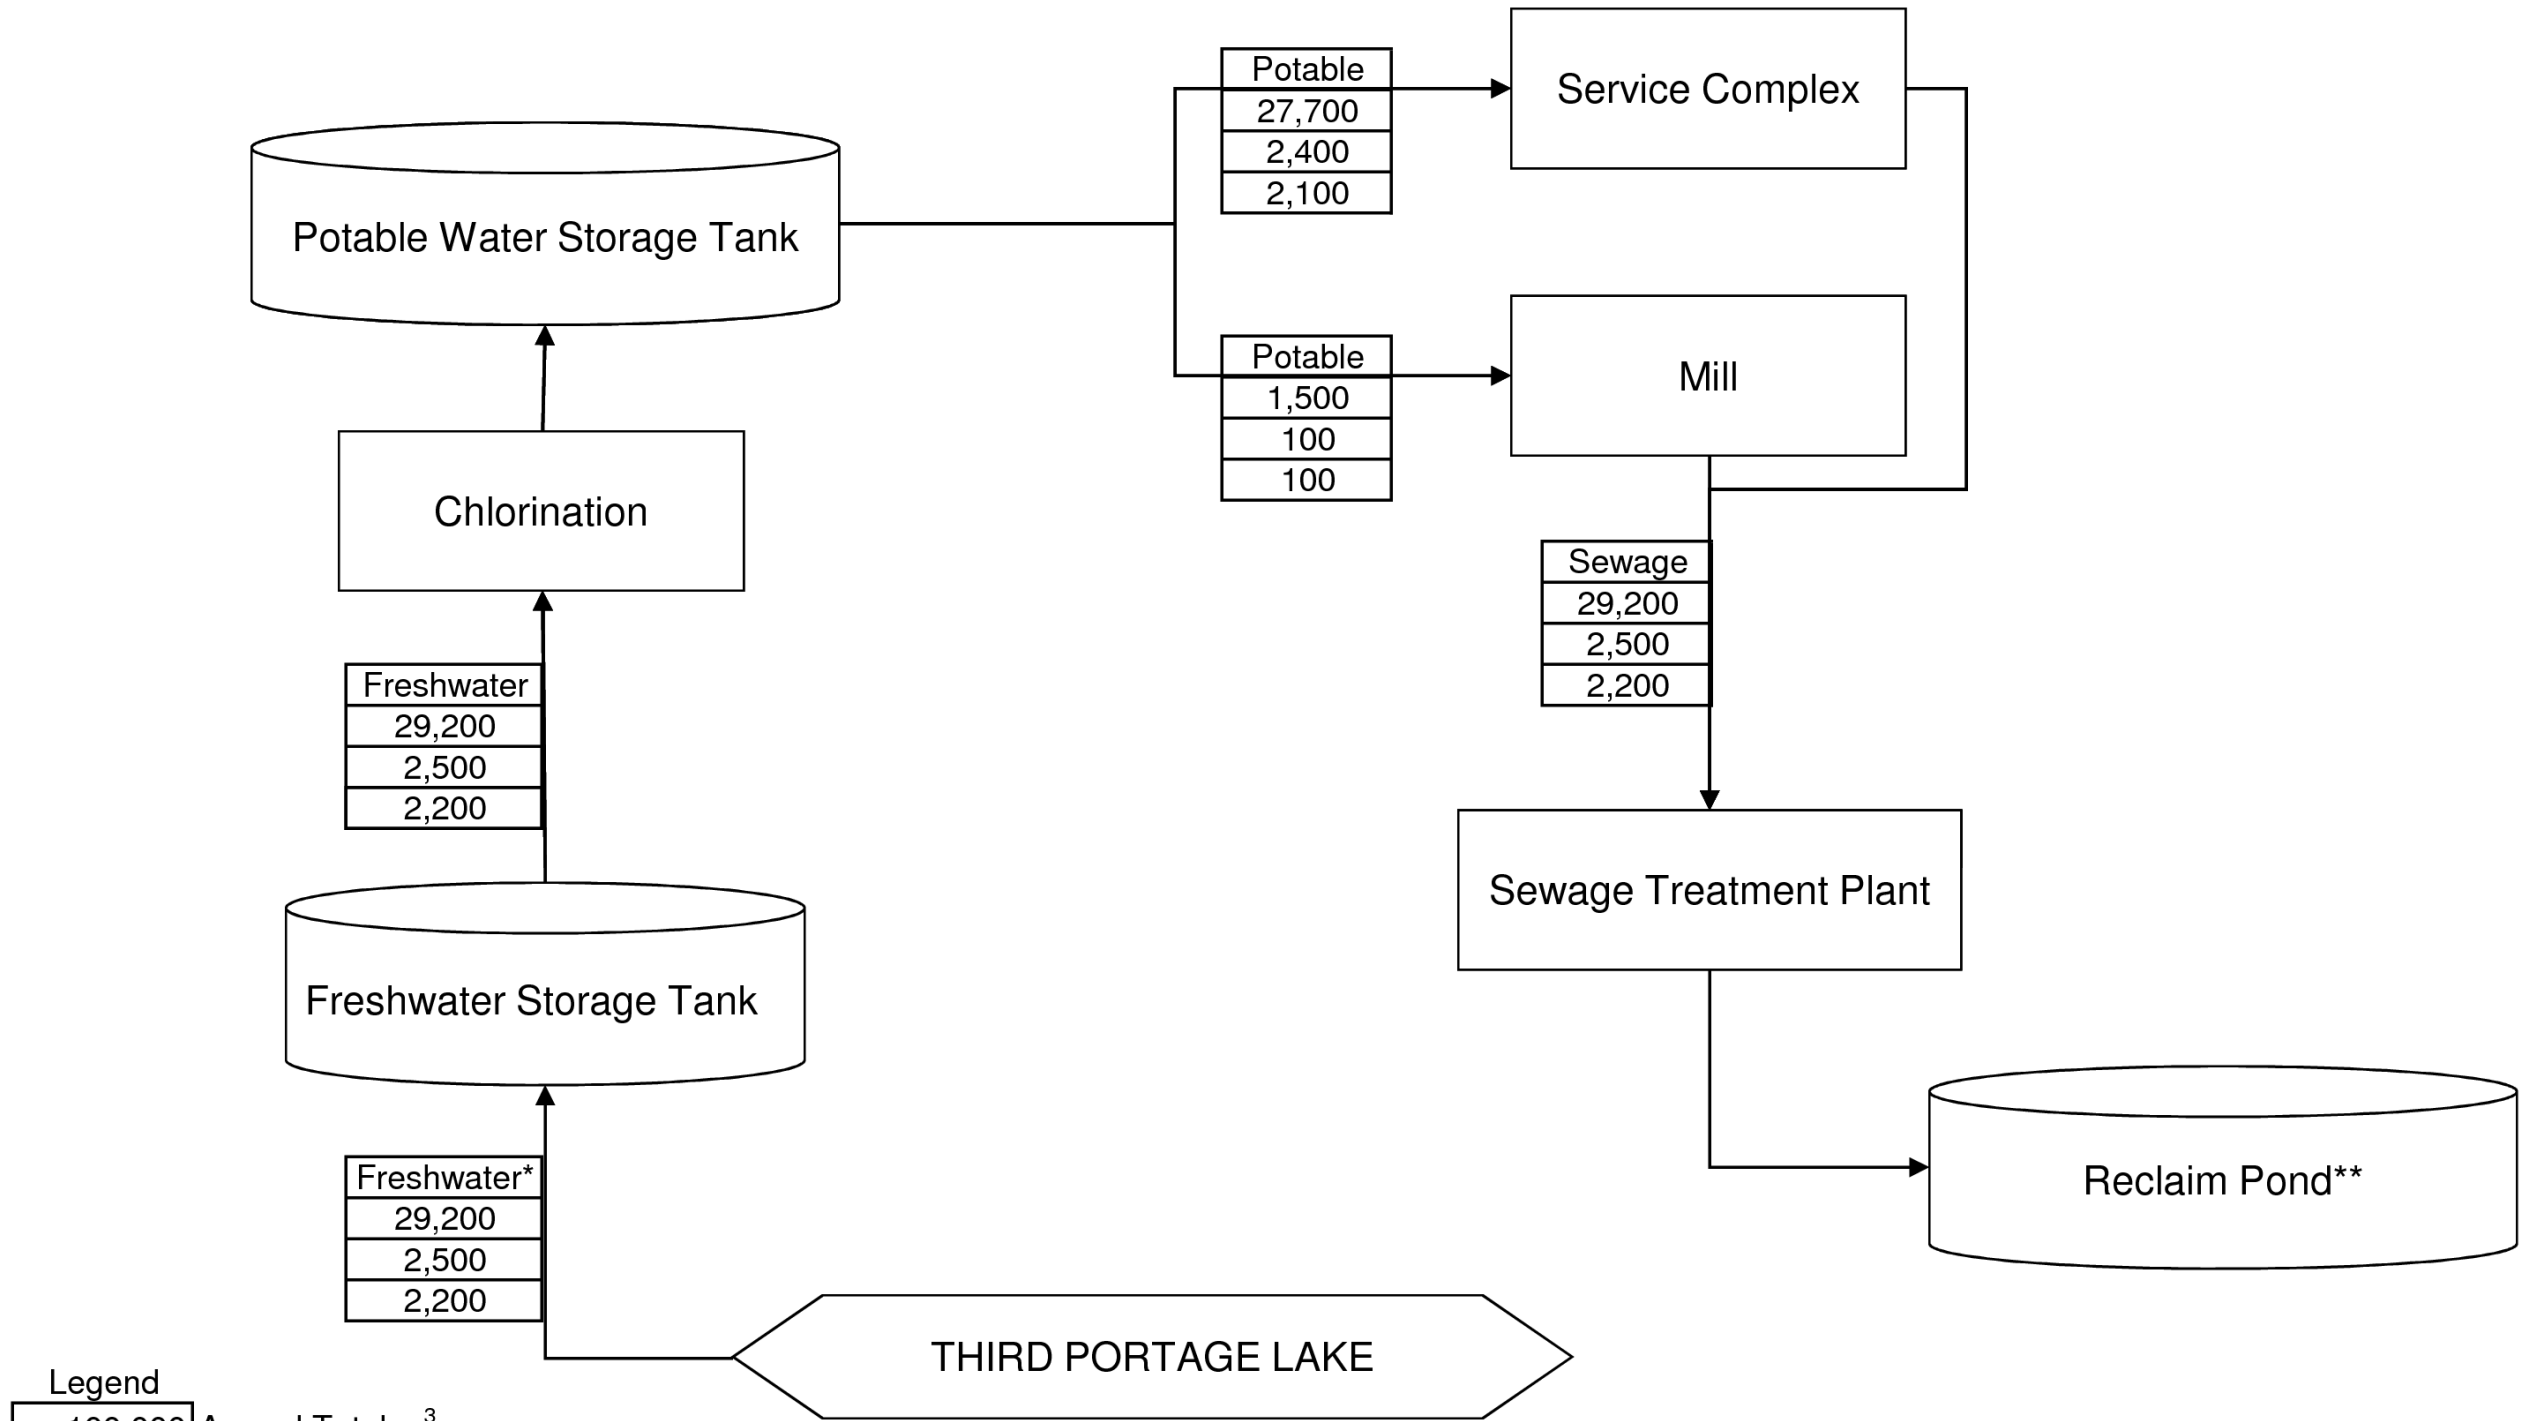 Potable
27,700
2,400
2,100
Service Complex
Potable Water Storage Tank
Potable
1,500
100
100
Mill
Chlorination
Sewage
29,200
2,500
2,200
Freshwater
29,200
2,500
2,200
Sewage Treatment Plant
Freshwater Storage Tank
Freshwater*
29,200
2,500
2,200
Reclaim Pond**
THIRD PORTAGE LAKE
Legend